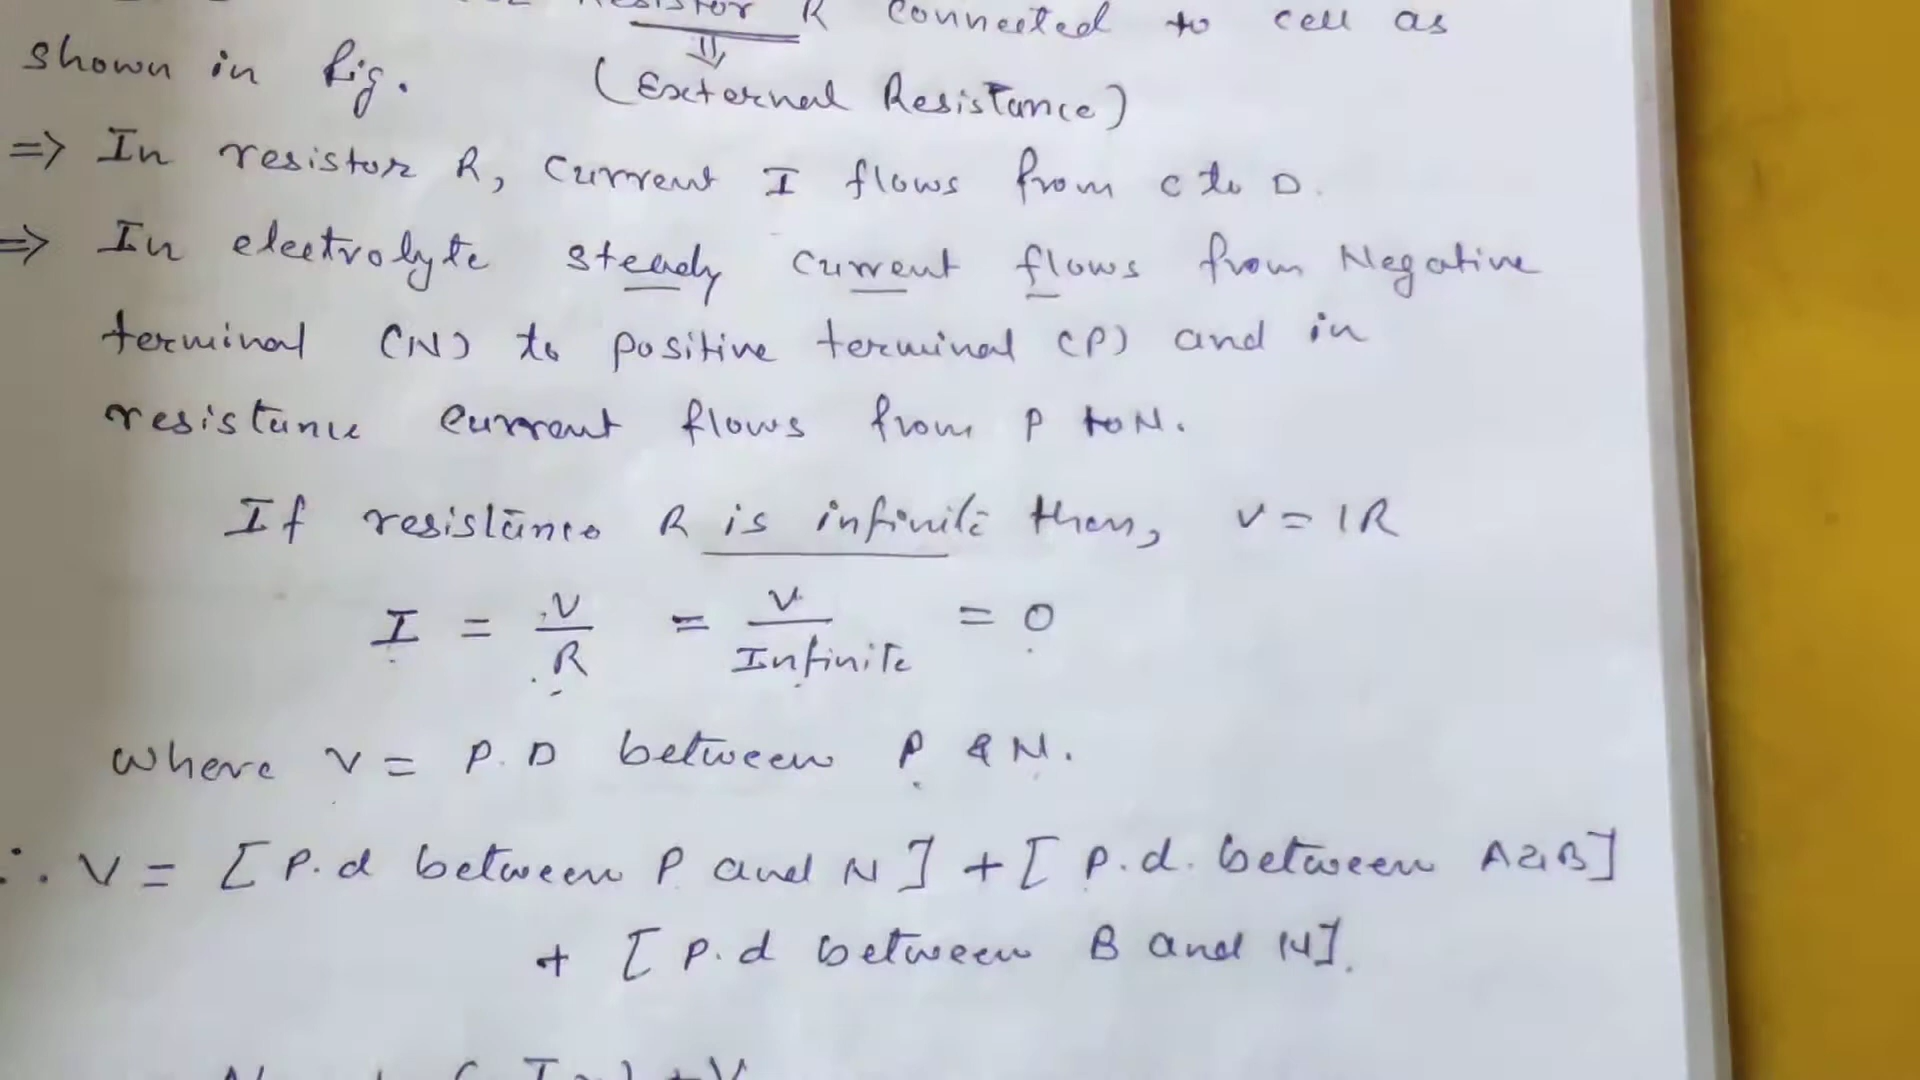 Resistor R connected to cell as
shown in fig. (External Resistance)
=> In resistor R, current I flows from C to D.
=> In electrolyte steady current flows from Negative
terminal (N) to positive terminal (P) and in
resistance current flows from P to N.
If resistance R is infinite then, V = IR
I = V/R = V/Infinite = 0
where V = P.D between P & N.
∴ V = [P.d between P and N] + [P.d. between A & B]
+ [P.d between B and N].